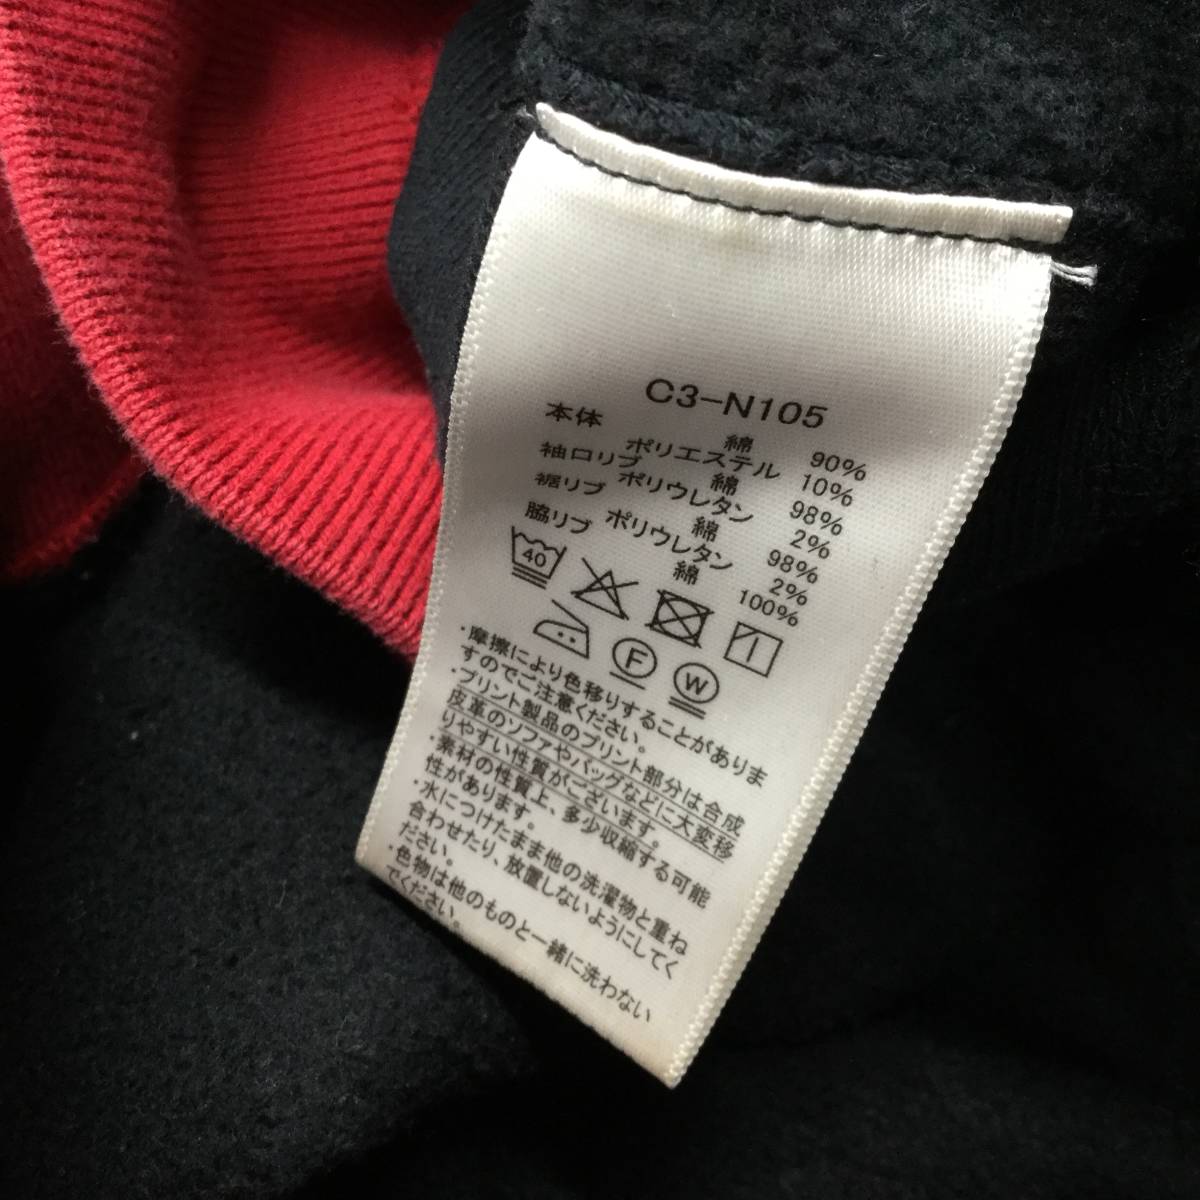 C3-N105
本体 綿 90%
ポリエステル 10%
袖口リブ 綿 98%
ポリウレタン 2%
裾リブ 綿 98%
ポリウレタン 2%
脇リブ 綿 100%
40
F
W
・摩擦により色移りすることがありま
すのでご注意ください。
・プリント製品のプリント部分は合成
皮革のソファやバッグなどに大変移
りやすい性質がございます。
・素材の性質上、多少収縮する可能
性があります。
・水につけたまま他の洗濯物と重ね
合わせたり、放置しないようにしてく
ださい。
・色物は他のものと一緒に洗わない
でください。